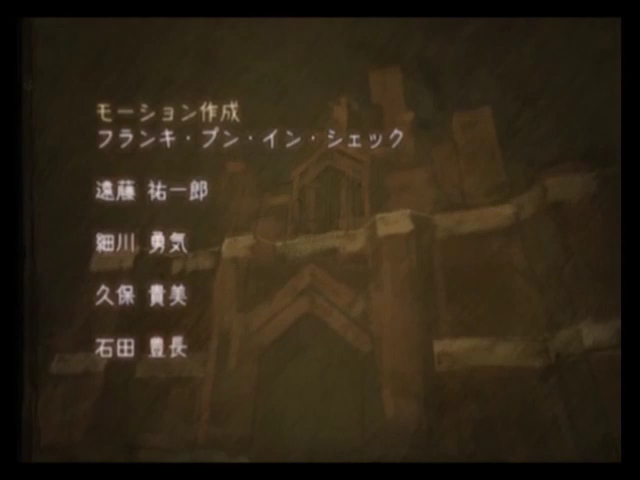 モーション作成
フランキ・プン・イン・シェック
遠藤 祐一郎
細川 勇気
久保 貴美
石田 豊長